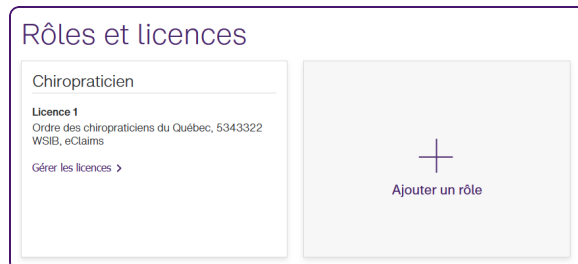 Rôles et licences
Chiropraticien
Licence 1
Ordre des chiropraticiens du Québec, 5343322
WSIB, eClaims
Gérer les licences >
Ajouter un rôle